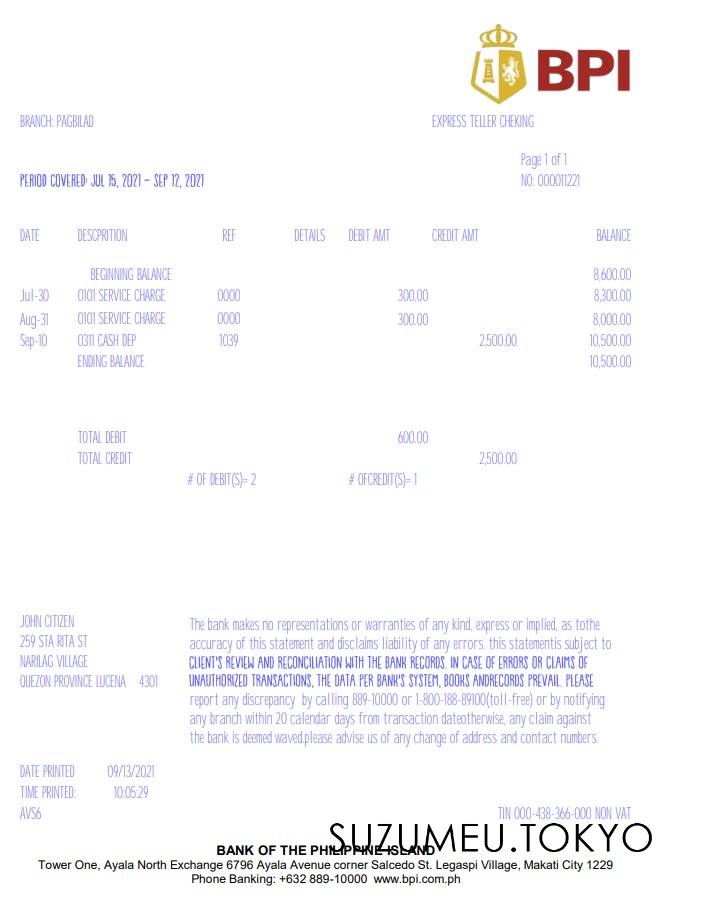 BPI
BRANCH: PAGBILAD EXPRESS TELLER CHEKING
Page 1 of 1
PERIOD COVERED: JUL 15, 2021 - SEP 12, 2021 NO: 000011221
DATE DESCPRITION REF DETAILS DEBIT AMT CREDIT AMT BALANCE
BEGINNING BALANCE 8,600.00
Jul-30 0101 SERVICE CHARGE 0000 300.00 8,300.00
Aug-31 0101 SERVICE CHARGE 0000 300.00 8,000.00
Sep-10 0311 CASH DEP 1039 2,500.00 10,500.00
ENDING BALANCE 10,500.00
TOTAL DEBIT 600.00
TOTAL CREDIT 2,500.00
# OF DEBIT(S)= 2 # OFCREDIT(S)= 1
JOHN CITIZEN
259 STA RITA ST
NARILAG VILLAGE
QUEZON PROVINCE LUCENA 4301
The bank makes no representations or warranties of any kind, express or implied, as tothe
accuracy of this statement and disclaims liability of any errors. this statementis subject to
CLIENT'S REVIEW AND RECONCILIATION WITH THE BANK RECORDS. IN CASE OF ERRORS OR CLAIMS OF
UNAUTHORIZED TRANSACTIONS, THE DATA PER BANK'S SYSTEM, BOOKS ANDRECORDS PREVAIL. PLEASE
report any discrepancy by calling 889-10000 or 1-800-188-89100(toll-free) or by notifying
any branch within 20 calendar days from transaction dateotherwise, any claim against
the bank is deemed waved.please advise us of any change of address and contact numbers.
DATE PRINTED 09/13/2021
TIME PRINTED: 10:05:29
AVS6 TIN 000-438-366-000 NON VAT
SUZUMEU.TOKYO
BANK OF THE PHILIPPINE ISLAND
Tower One, Ayala North Exchange 6796 Ayala Avenue corner Salcedo St. Legaspi Village, Makati City 1229
Phone Banking: +632 889-10000 www.bpi.com.ph